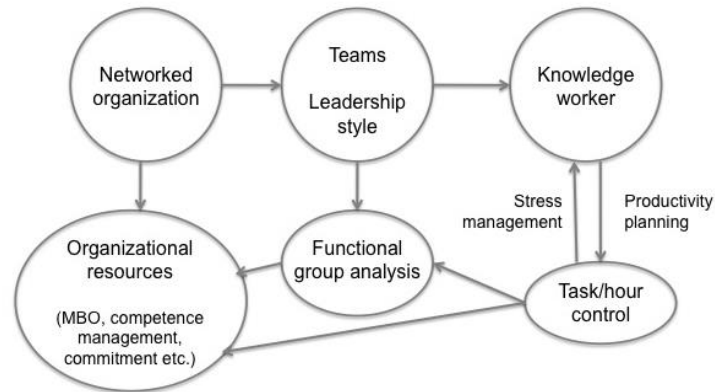 Networked
organization
Teams
Leadership
style
Knowledge
worker
Stress
management
Productivity
planning
Organizational
resources
(MBO, competence
management,
commitment etc.)
Functional
group analysis
Task/hour
control